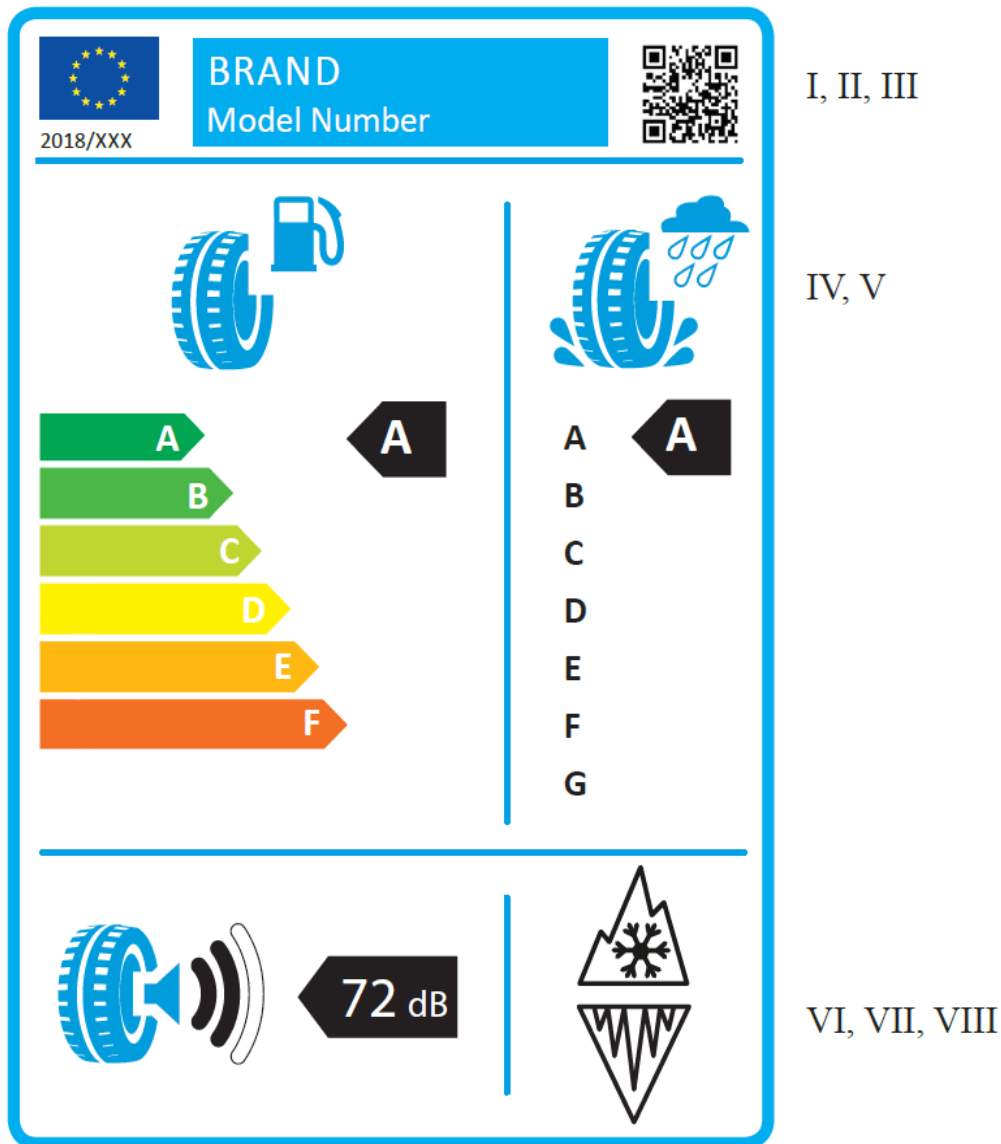 BRAND
Model Number
2018/XXX
I, II, III
IV, V
A
B
C
D
E
F
A
A
B
C
D
E
F
G
A
72 dB
VI, VII, VIII